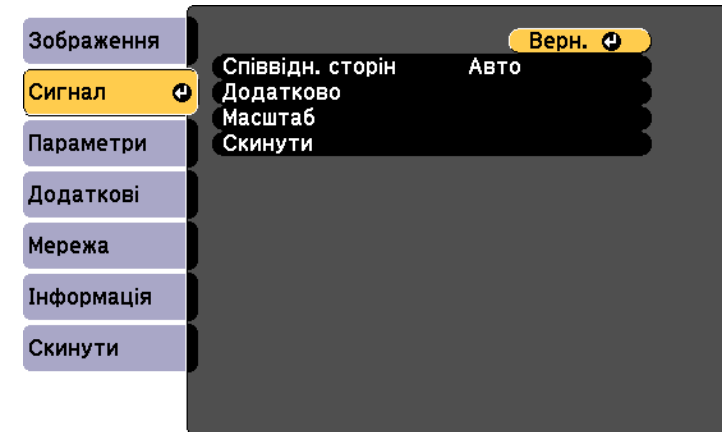 Зображення
Сигнал
Параметри
Додаткові
Мережа
Інформація
Скинути
Верн.
Співвідн. сторін Авто
Додатково
Масштаб
Скинути